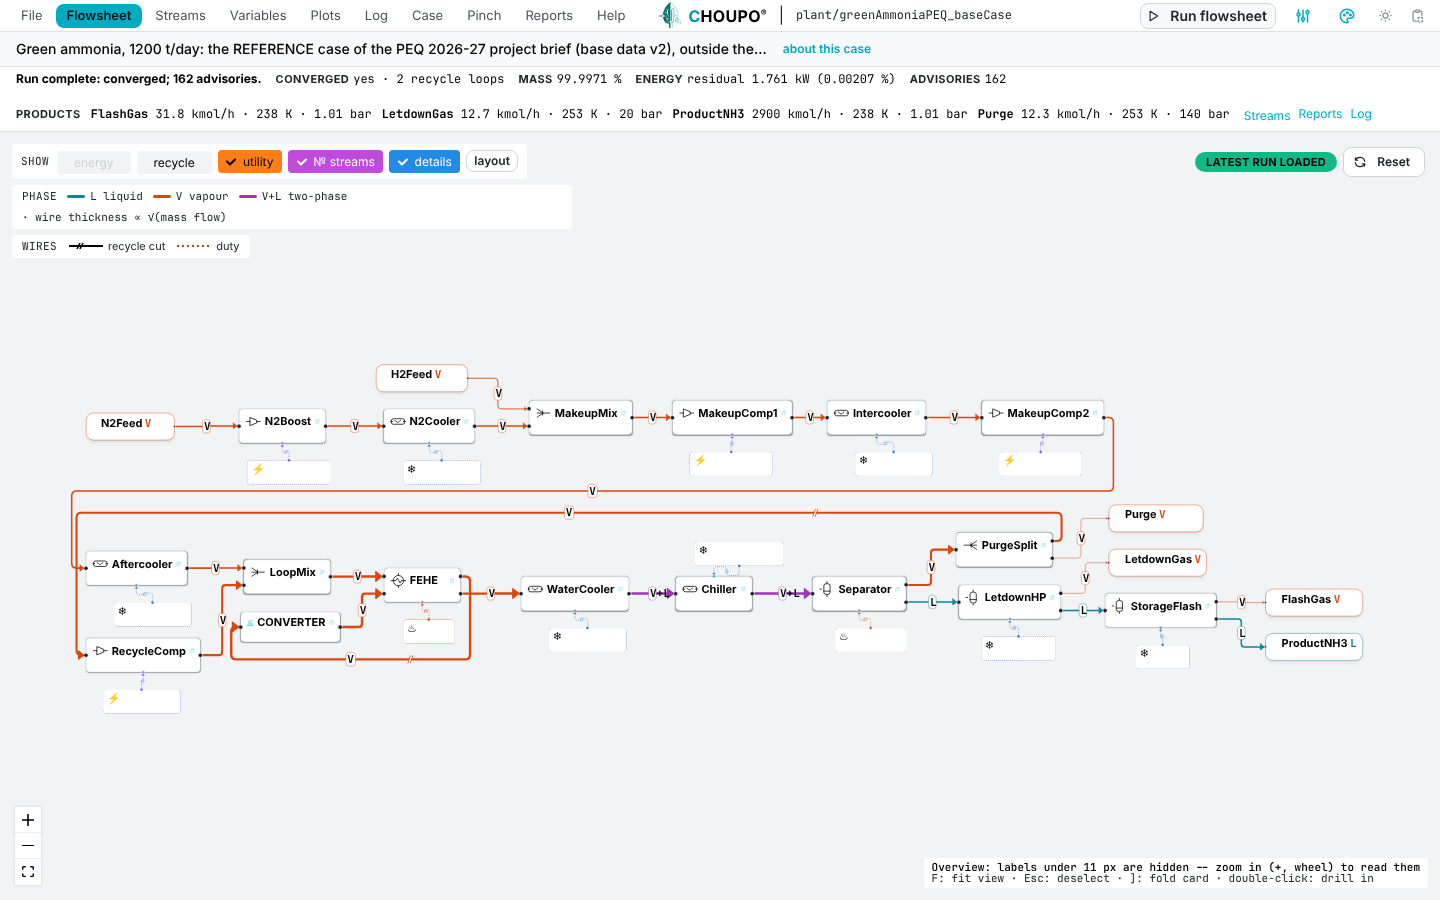 File Flowsheet Streams Variables Plots Log Case Pinch Reports Help CHOUPO® plant/greenAmmoniaPEQ_baseCase Run flowsheet
Green ammonia, 1200 t/day: the REFERENCE case of the PEQ 2026-27 project brief (base data v2), outside the... about this case
Run complete: converged; 162 advisories. CONVERGED yes · 2 recycle loops MASS 99.9971 % ENERGY residual 1.761 kW (0.00207 %) ADVISORIES 162
PRODUCTS FlashGas 31.8 kmol/h · 238 K · 1.01 bar LetdownGas 12.7 kmol/h · 253 K · 20 bar ProductNH3 2900 kmol/h · 238 K · 1.01 bar Purge 12.3 kmol/h · 253 K · 140 bar Streams Reports Log
SHOW energy recycle utility № streams details layout LATEST RUN LOADED Reset
PHASE L liquid V vapour V+L two-phase
· wire thickness ∝ √(mass flow)
WIRES recycle cut duty
H2Feed V
V
N2Feed V V N2Boost V N2Cooler V MakeupMix V MakeupComp1 V Intercooler V MakeupComp2
V
V
Purge V
V
PurgeSplit
LetdownGas V
Aftercooler V LoopMix V FEHE V V
WaterCooler V+L Chiller V+L Separator V LetdownHP L StorageFlash V FlashGas V
L
CONVERTER V V
L
RecycleComp V ProductNH3 L
Overview: labels under 11 px are hidden -- zoom in (+, wheel) to read them
F: fit view · Esc: deselect · ]: fold card · double-click: drill in